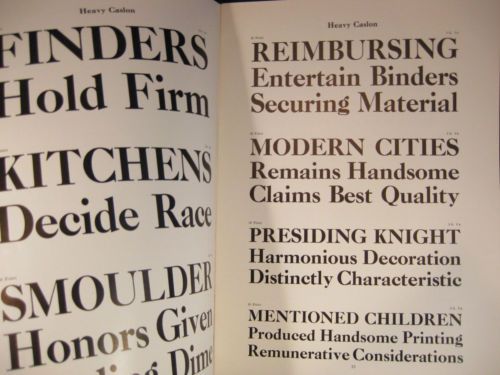 Heavy Caslon
FINDERS
Hold Firm
KITCHENS
Decide Race
SMOULDER
Honors Given
Dime
Heavy Caslon
REIMBURSING
Entertain Binders
Securing Material
MODERN CITIES
Remains Handsome
Claims Best Quality
PRESIDING KNIGHT
Harmonious Decoration
Distinctly Characteristic
MENTIONED CHILDREN
Produced Handsome Printing
Remunerative Considerations